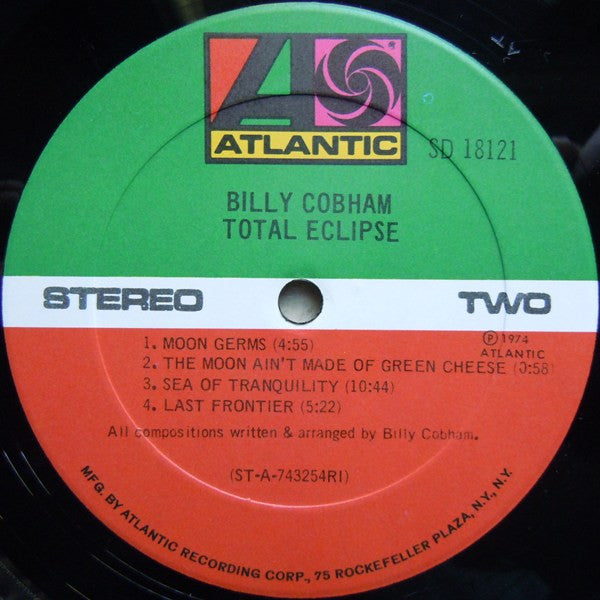 ATLANTIC
SD 18121
BILLY COBHAM
TOTAL ECLIPSE
STEREO
TWO
1. MOON GERMS (4:55)
2. THE MOON AIN'T MADE OF GREEN CHEESE (0:58)
3. SEA OF TRANQUILITY (10:44)
4. LAST FRONTIER (5:22)
Ⓟ 1974
ATLANTIC
All compositions written & arranged by Billy Cobham.
(ST-A-743254RI)
MFG. BY ATLANTIC RECORDING CORP., 75 ROCKEFELLER PLAZA, N.Y., N.Y.